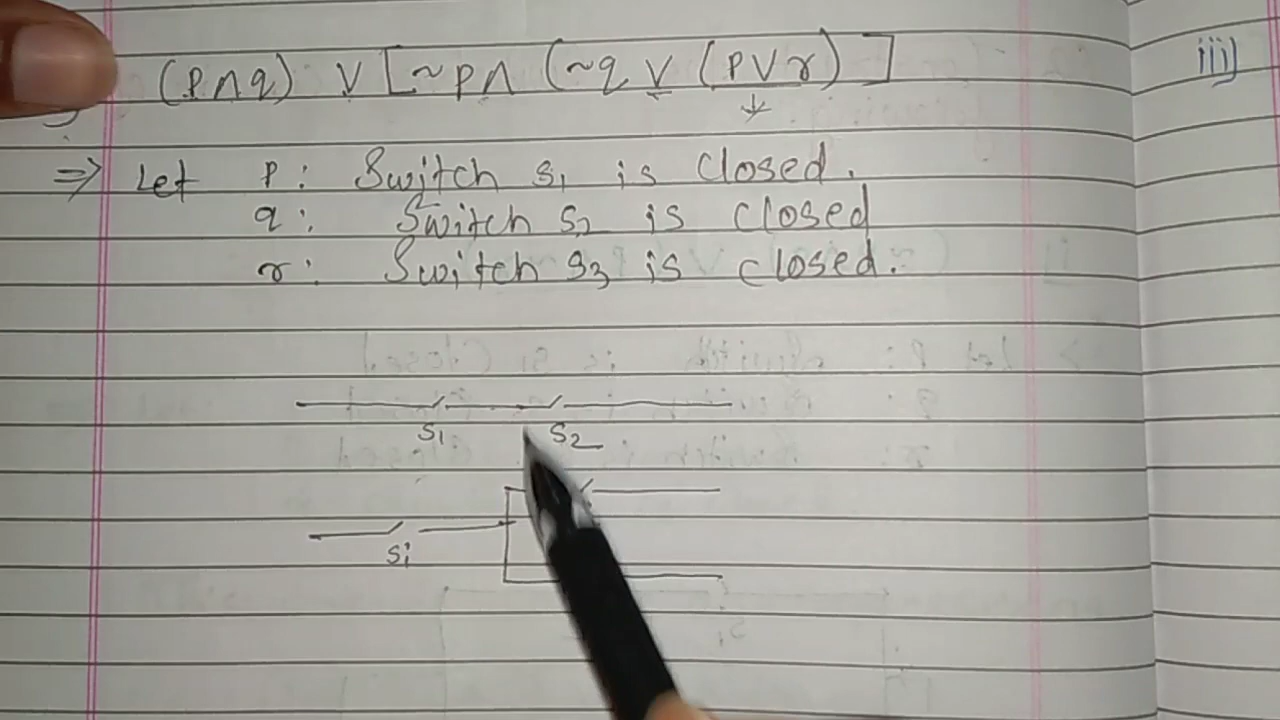 (p∧q) ∨ [~p∧ (~q ∨ (p∨r) ]
iii)
⇒ Let p: Switch S1 is closed.
q: Switch S2 is closed
r: Switch S3 is closed.
S1 S2
S1